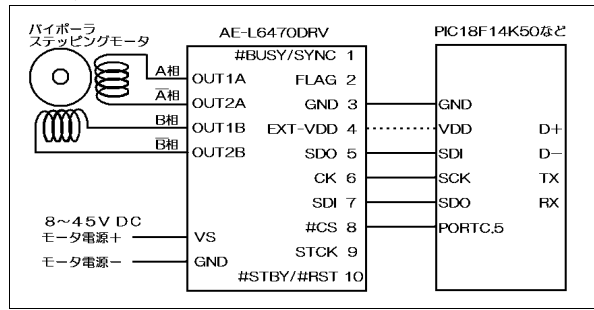 バイポーラ
ステッピングモータ
AE-L6470DRV
PIC18F14K50など
#BUSY/SYNC 1
A相 OUT1A
FLAG 2
A̅相 OUT2A
GND 3
GND
B相 OUT1B
EXT-VDD 4
VDD
D+
B̅相 OUT2B
SDO 5
SDI
D−
CK 6
SCK
TX
SDI 7
SDO
RX
8～45V DC
#CS 8
PORTC.5
モータ電源＋
VS
STCK 9
モータ電源−
GND
#STBY/#RST 10